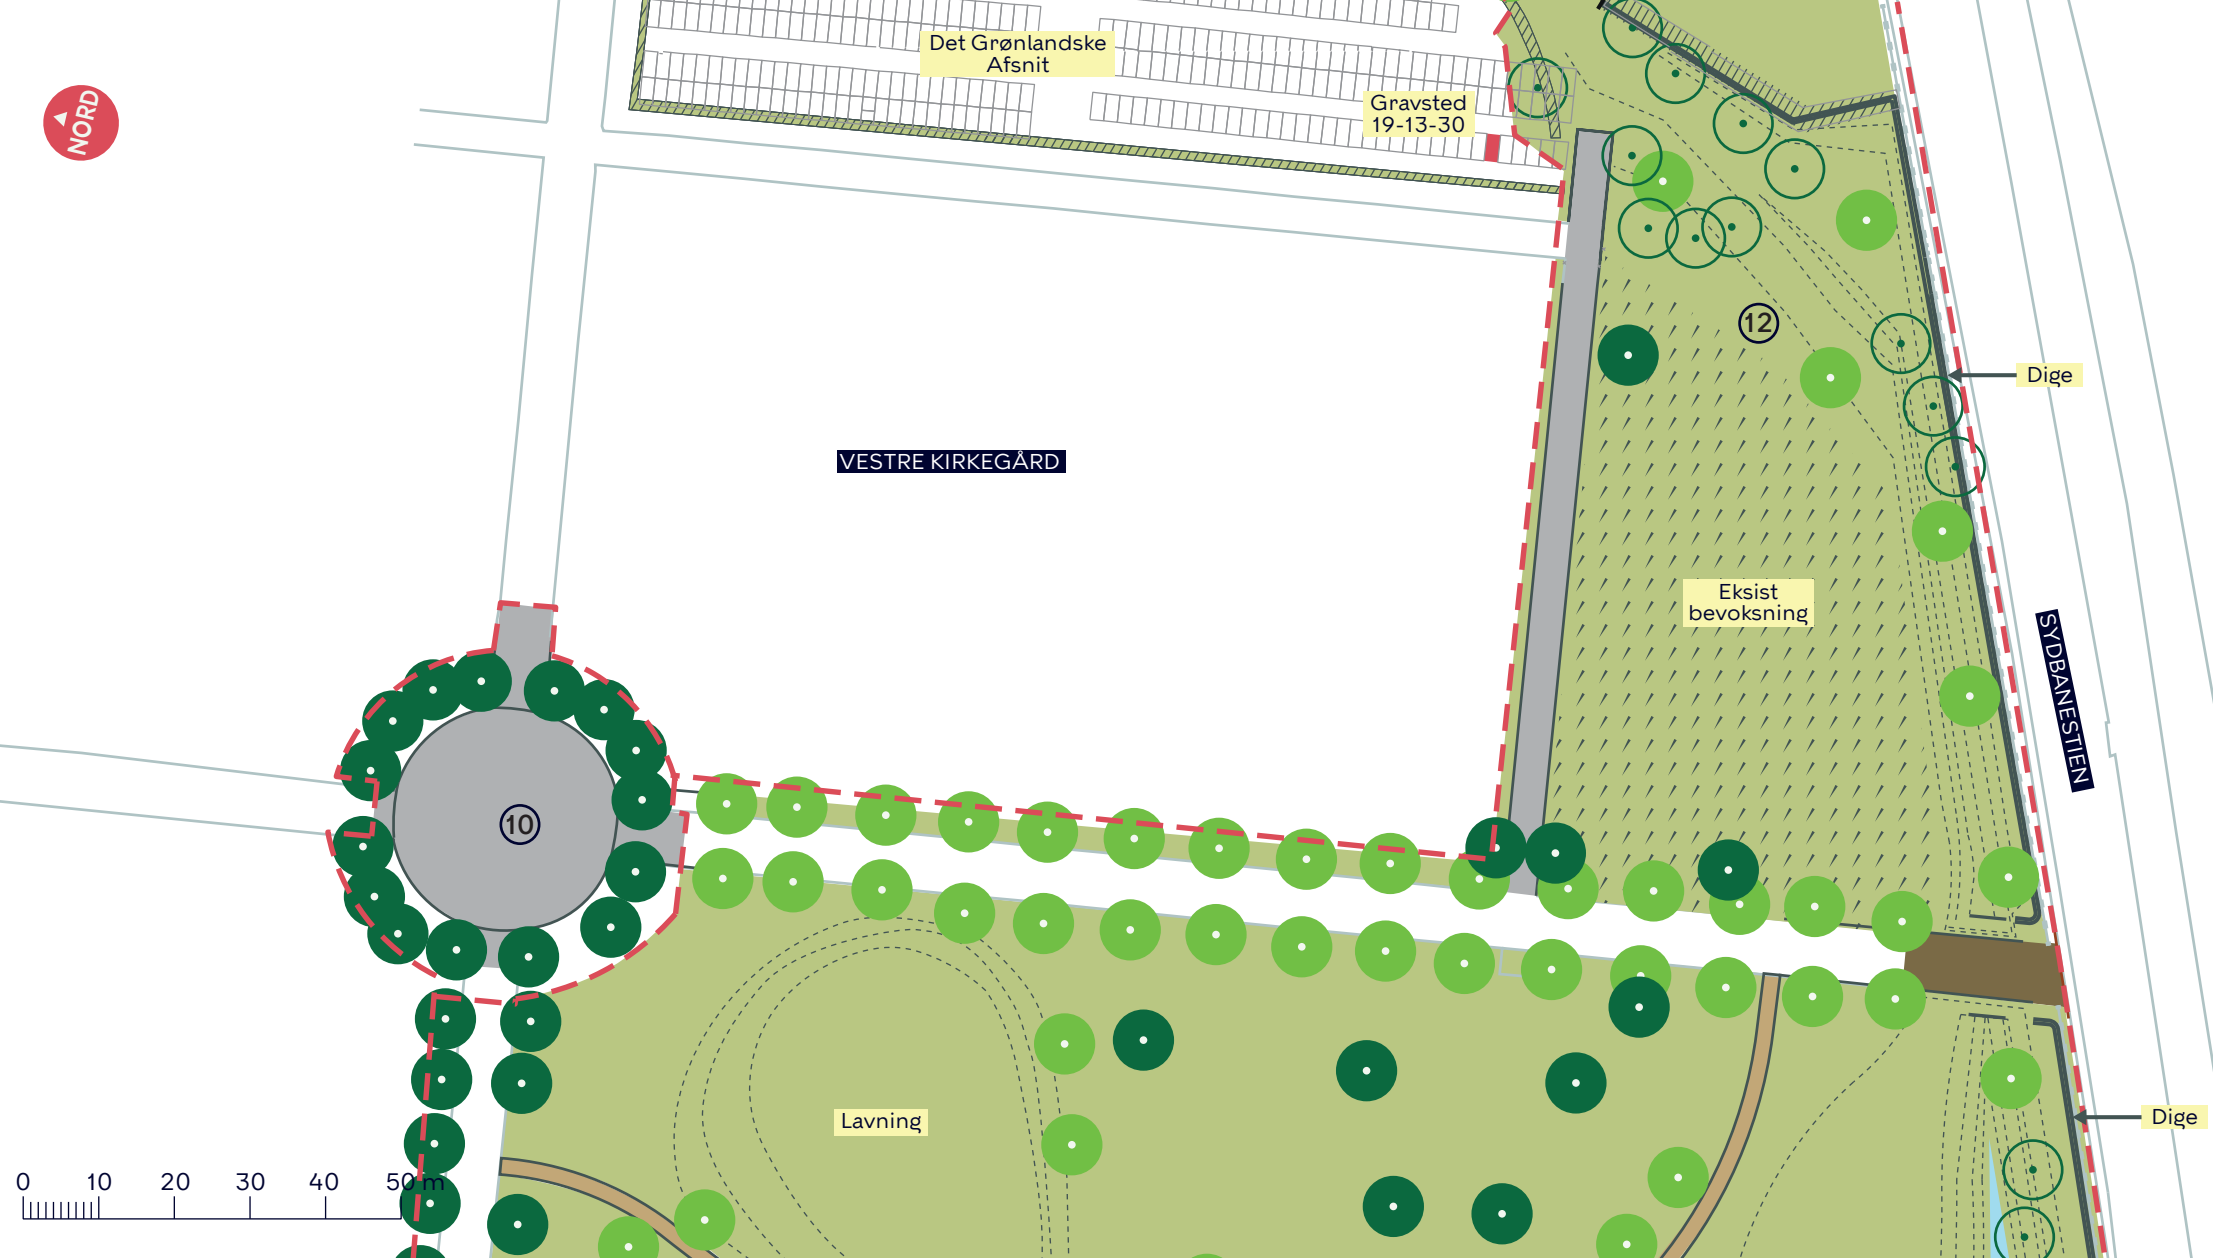 Det Grønlandske
Afsnit
NORD
Gravsted
19-13-30
12
Dige
VESTRE KIRKEGÅRD
Eksist
bevoksning
SYDBANESTIEN
10
Lavning
Dige
0 10 20 30 40 50 m